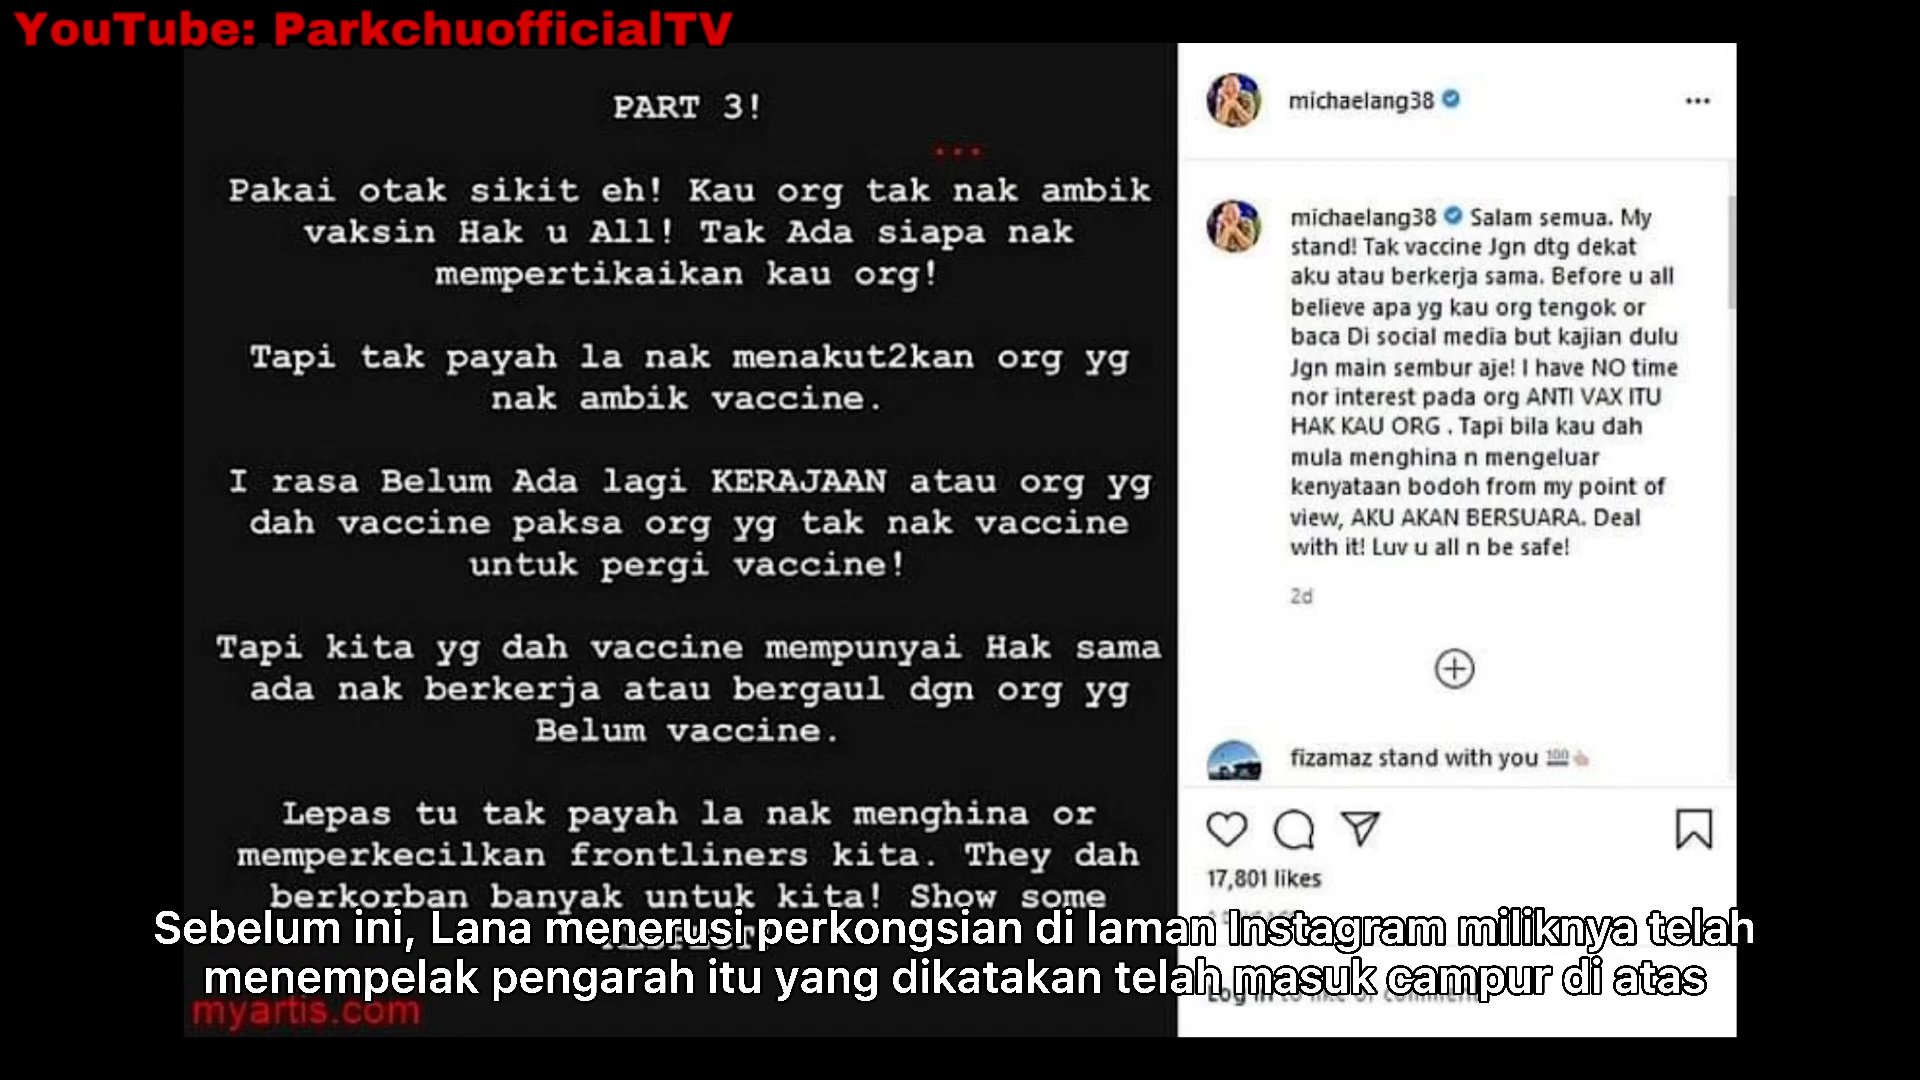 YouTube: ParkchuofficialTV
PART 3!
...
Pakai otak sikit eh! Kau org tak nak ambik
vaksin Hak u All! Tak Ada siapa nak
mempertikaikan kau org!
Tapi tak payah la nak menakut2kan org yg
nak ambik vaccine.
I rasa Belum Ada lagi KERAJAAN atau org yg
dah vaccine paksa org yg tak nak vaccine
untuk pergi vaccine!
Tapi kita yg dah vaccine mempunyai Hak sama
ada nak berkerja atau bergaul dgn org yg
Belum vaccine.
Lepas tu tak payah la nak menghina or
memperkecilkan frontliners kita. They dah
berkorban banyak untuk kita! Show some
myartis.com
michaelang38
michaelang38 Salam semua. My
stand! Tak vaccine Jgn dtg dekat
aku atau berkerja sama. Before u all
believe apa yg kau org tengok or
baca Di social media but kajian dulu
Jgn main sembur aje! I have NO time
nor interest pada org ANTI VAX ITU
HAK KAU ORG . Tapi bila kau dah
mula menghina n mengeluar
kenyataan bodoh from my point of
view, AKU AKAN BERSUARA. Deal
with it! Luv u all n be safe!
2d
fizamaz stand with you 💯👍
17,801 likes
Log in to like or comment
Sebelum ini, Lana menerusi perkongsian di laman Instagram miliknya telah
menempelak pengarah itu yang dikatakan telah masuk campur di atas